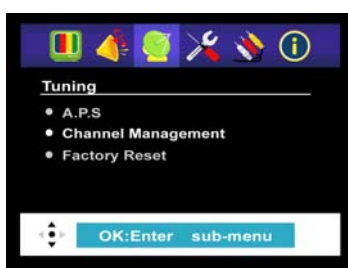 Tuning
A.P.S
Channel Management
Factory Reset
OK:Enter sub-menu